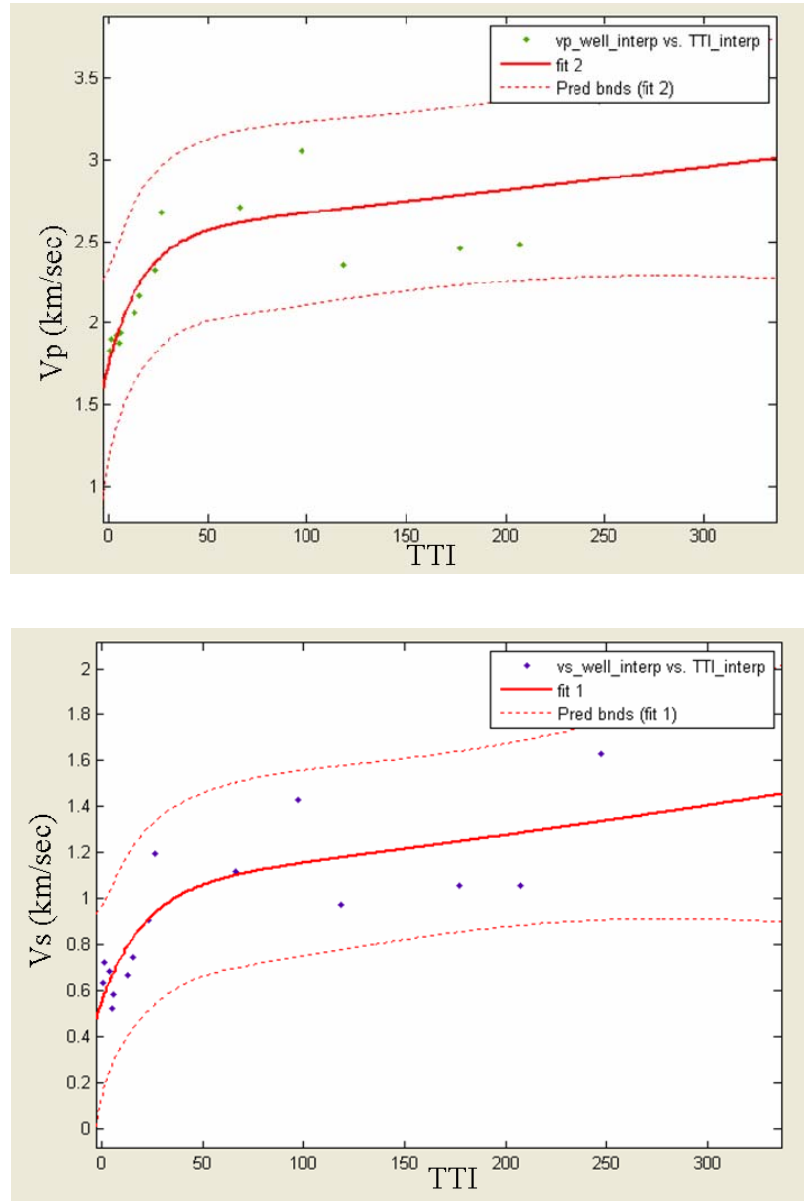 vp_well_interp vs. TTI_interp
fit 2
Pred bnds (fit 2)
3.5
3
2.5
2
1.5
1
Vp (km/sec)
0 50 100 150 200 250 300
TTI
vs_well_interp vs. TTI_interp
fit 1
Pred bnds (fit 1)
2
1.8
1.6
1.4
1.2
1
0.8
0.6
0.4
0.2
0
Vs (km/sec)
0 50 100 150 200 250 300
TTI